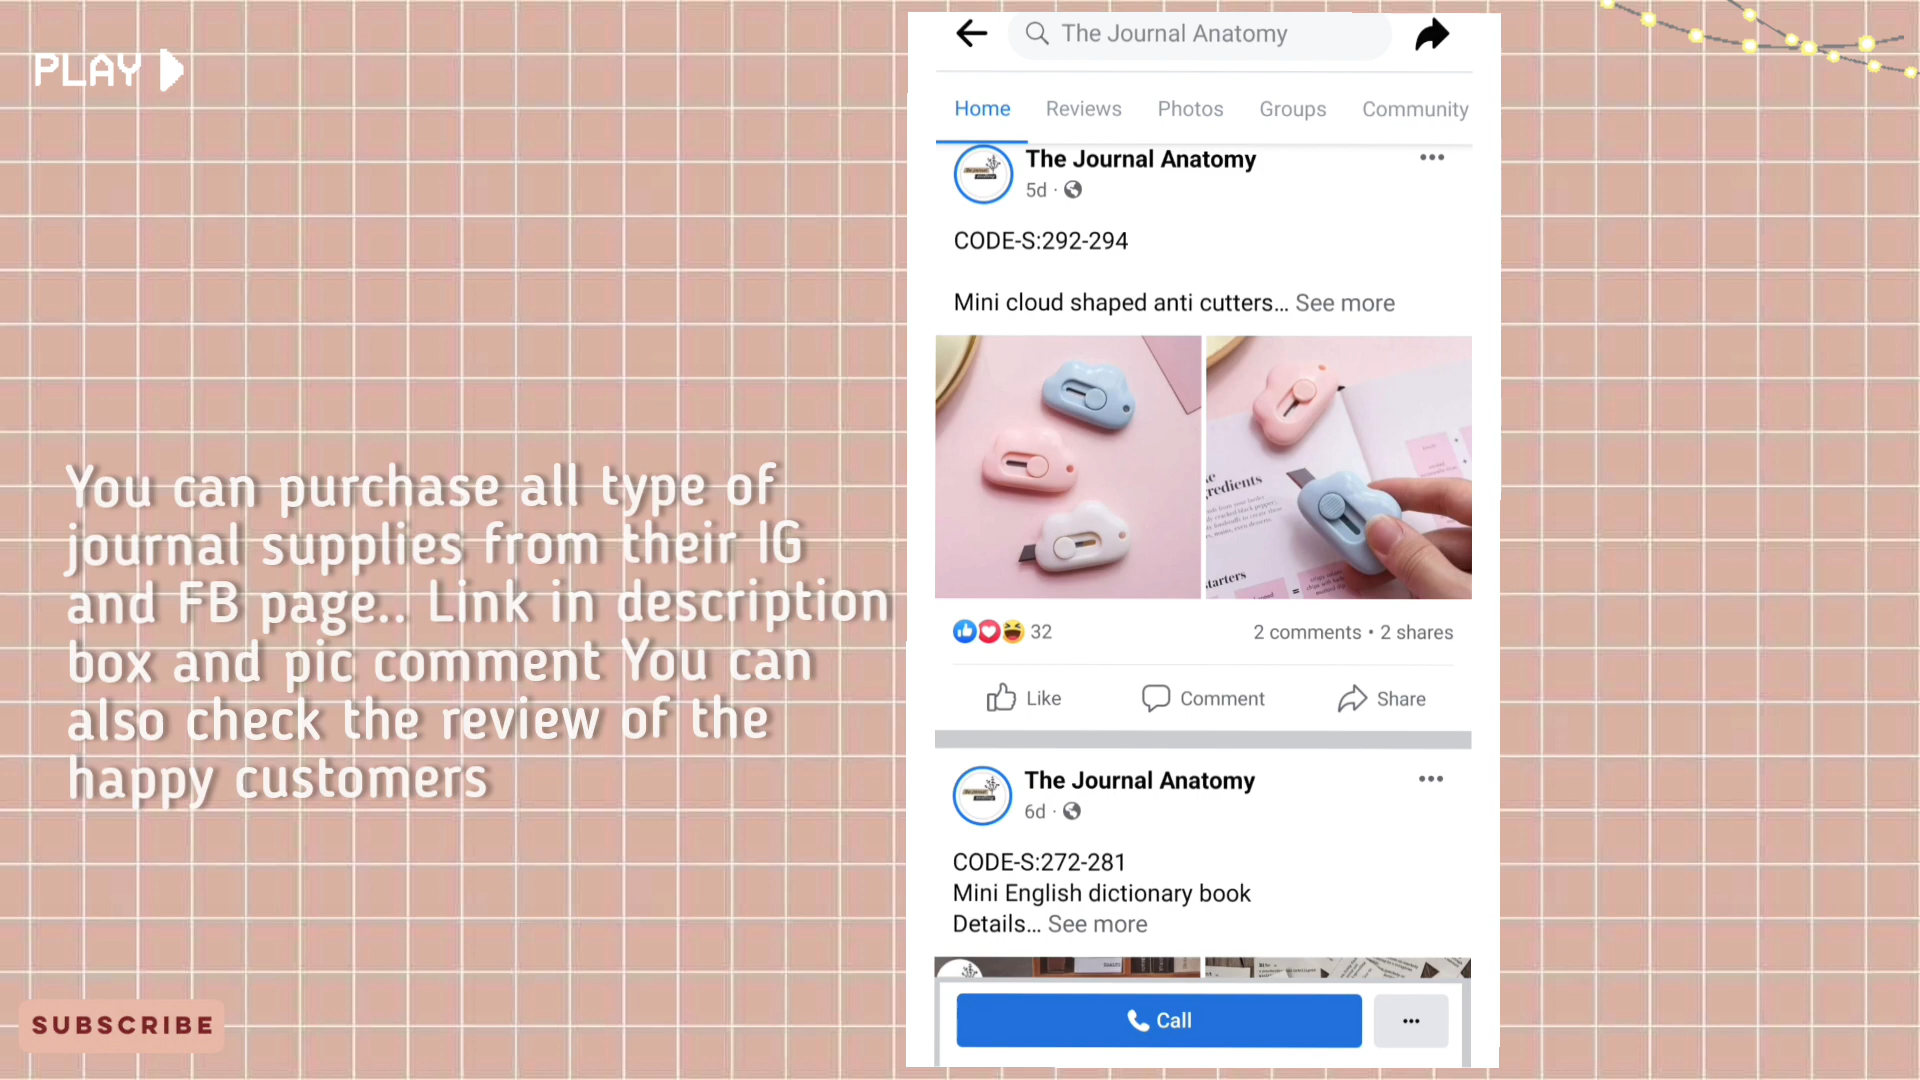 PLAY
The Journal Anatomy
Home Reviews Photos Groups Community
The Journal Anatomy
5d
CODE-S:292-294
Mini cloud shaped anti cutters... See more
redients
starters
32
2 comments • 2 shares
Like Comment Share
The Journal Anatomy
6d
CODE-S:272-281
Mini English dictionary book
Details... See more
Call
You can purchase all type of
journal supplies from their IG
and FB page.. Link in description
box and pic comment You can
also check the review of the
happy customers
SUBSCRIBE